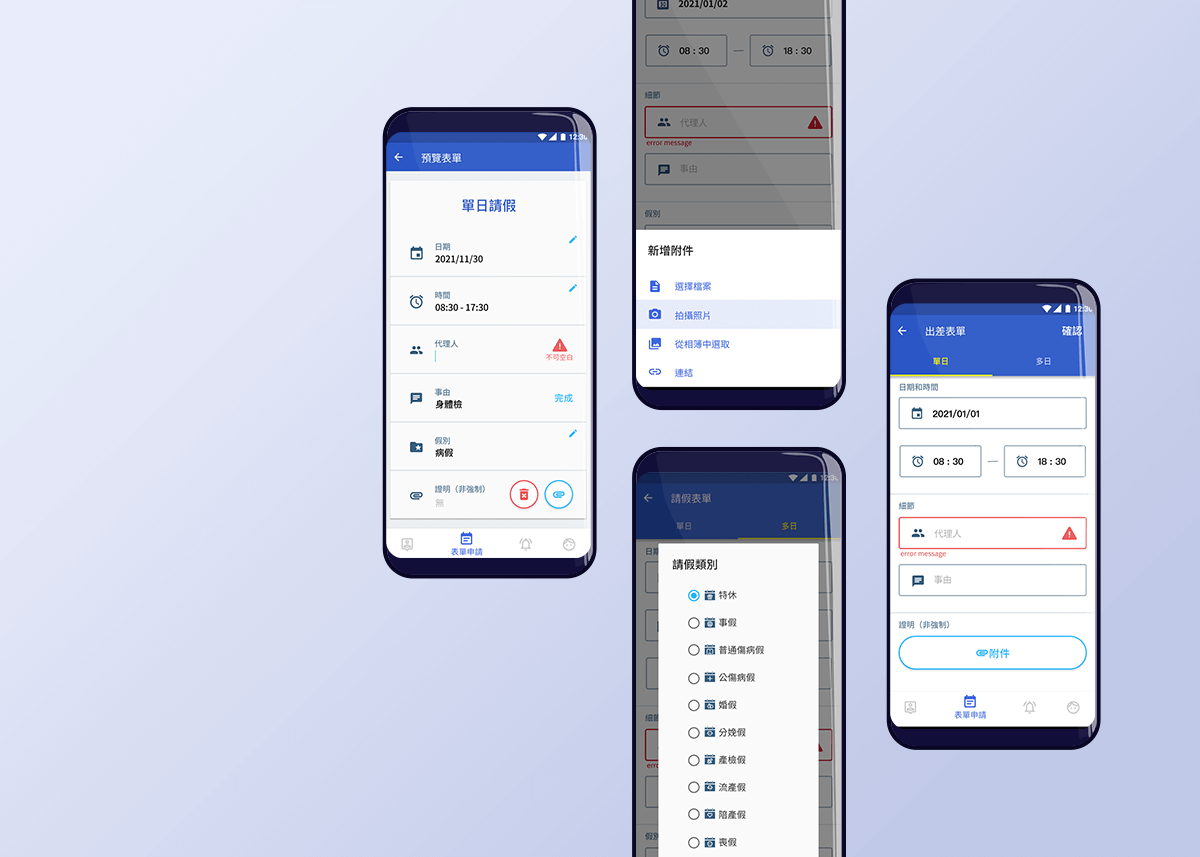 12:30
預覽表單
單日請假
日期
2021/11/30
時間
08:30 - 17:30
代理人
不可空白
事由
身體檢
完成
假別
病假
證明（非強制）
無
表單申請
2021/01/02
08 : 30 — 18 : 30
細節
代理人
error message
事由
假別
新增附件
選擇檔案
拍攝照片
從相簿中選取
連結
12:30
請假表單
單日 多日
日期
細節
假別
請假類別
特休
事假
普通傷病假
公傷病假
婚假
分娩假
產檢假
流產假
陪產假
喪假
12:30
出差表單 確認
單日 多日
日期和時間
2021/01/01
08 : 30 — 18 : 30
細節
代理人
error message
事由
證明（非強制）
附件
表單申請